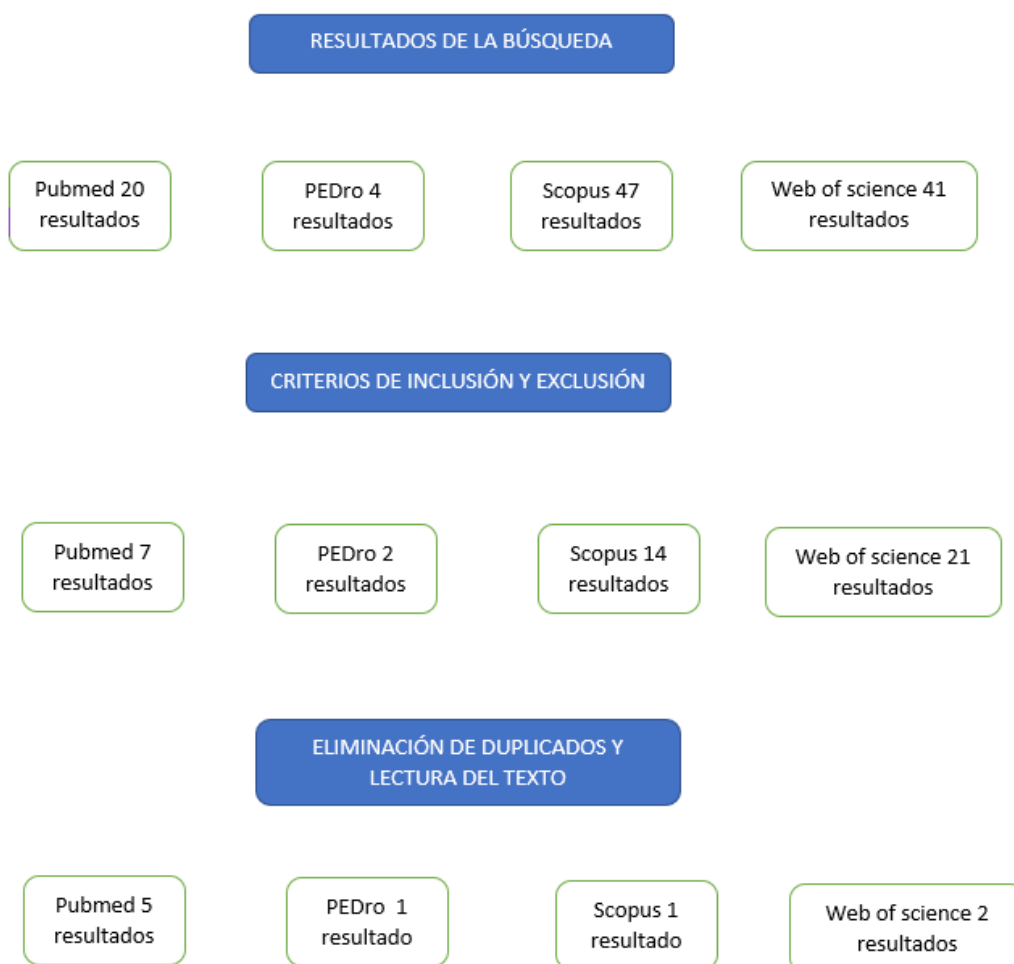 RESULTADOS DE LA BÚSQUEDA
Pubmed 20
resultados
PEDro 4
resultados
Scopus 47
resultados
Web of science 41
resultados
CRITERIOS DE INCLUSIÓN Y EXCLUSIÓN
Pubmed 7
resultados
PEDro 2
resultados
Scopus 14
resultados
Web of science 21
resultados
ELIMINACIÓN DE DUPLICADOS Y
LECTURA DEL TEXTO
Pubmed 5
resultados
PEDro 1
resultado
Scopus 1
resultado
Web of science 2
resultados